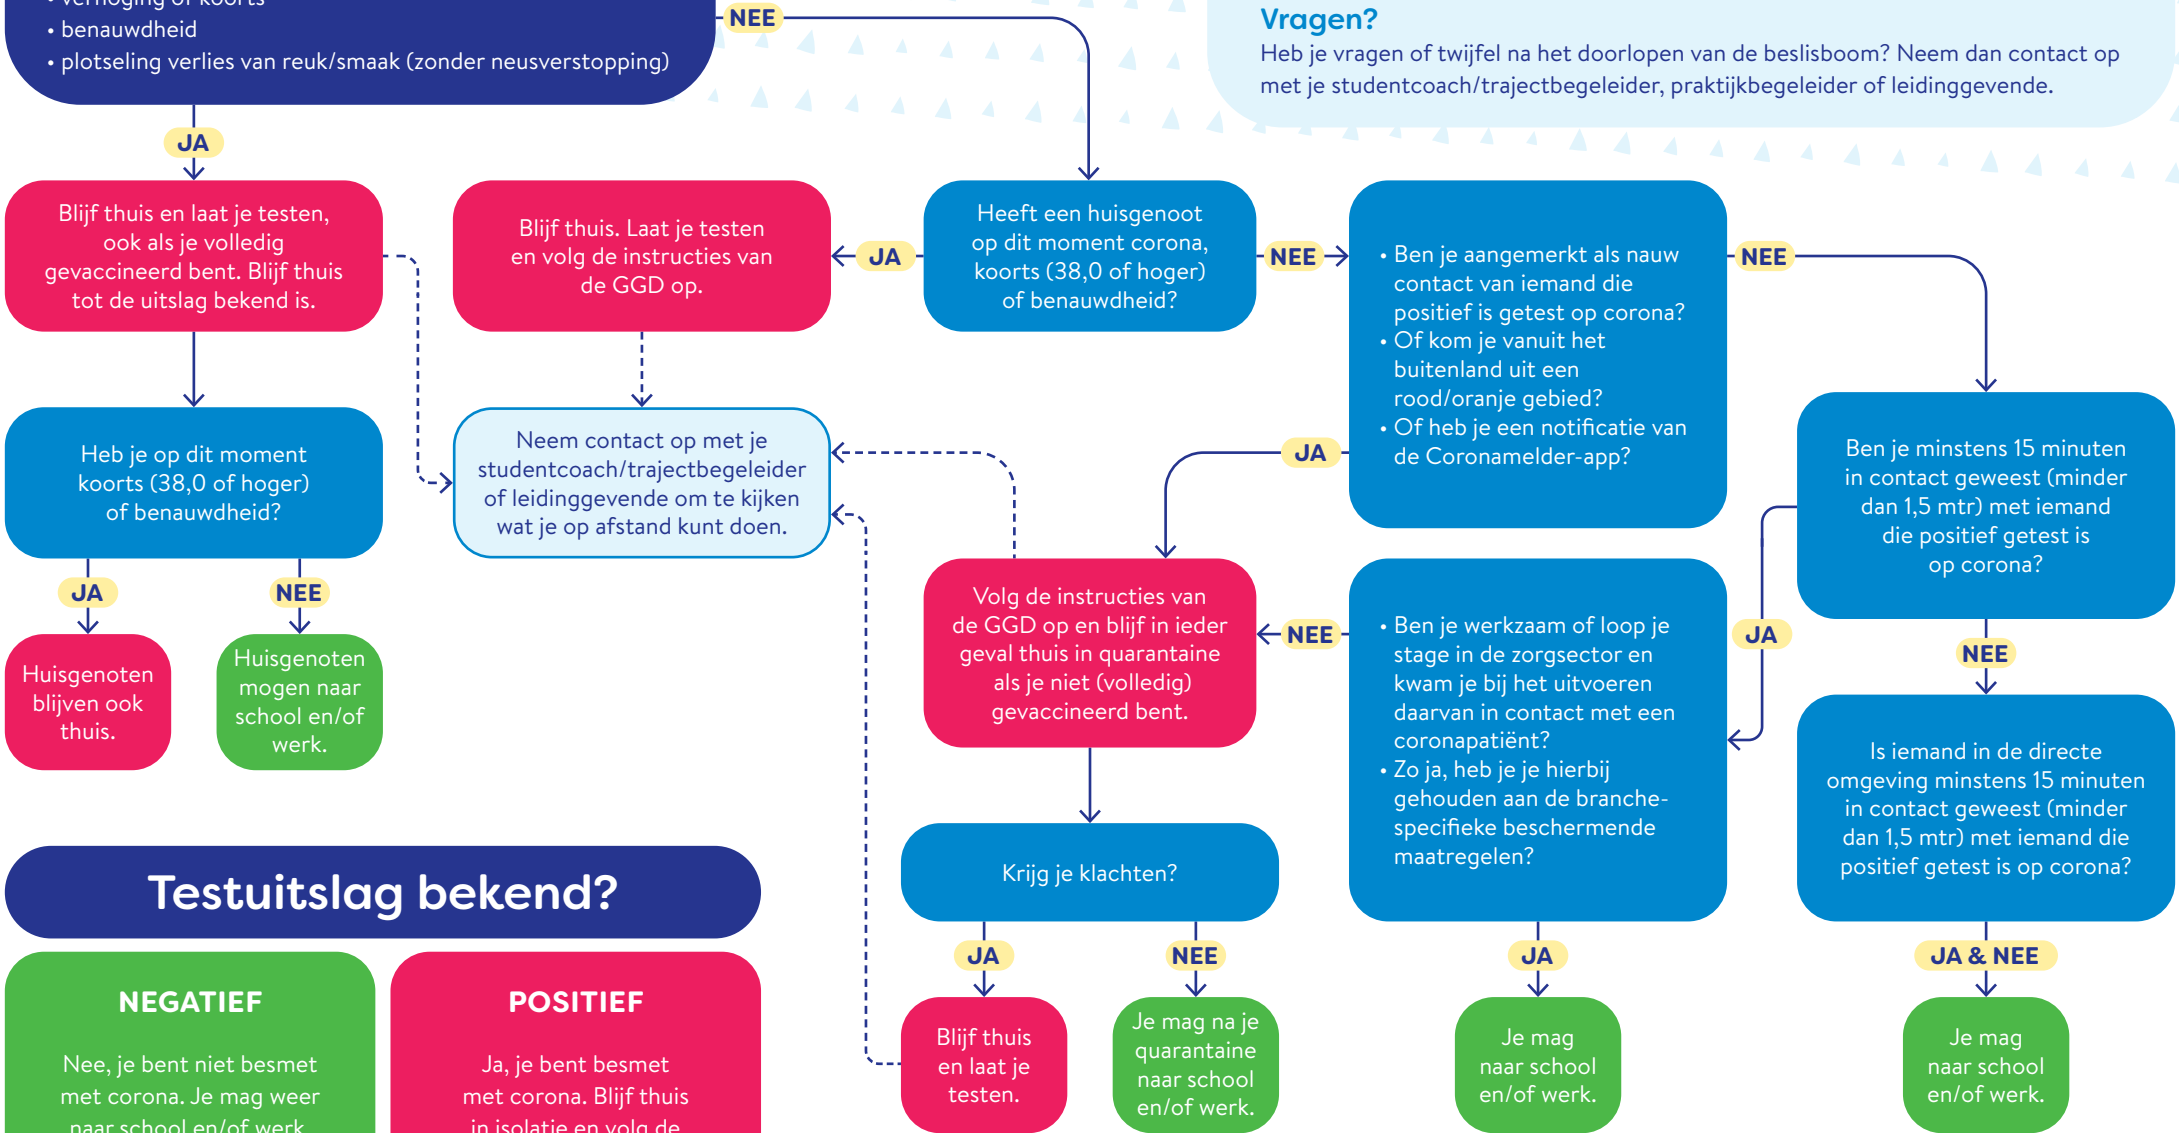 • verhoging of koorts
• benauwdheid
• plotseling verlies van reuk/smaak (zonder neusverstopping)
NEE
Vragen?
Heb je vragen of twijfel na het doorlopen van de beslisboom? Neem dan contact op
met je studentcoach/trajectbegeleider, praktijkbegeleider of leidinggevende.
JA
Blijf thuis en laat je testen,
ook als je volledig
gevaccineerd bent. Blijf thuis
tot de uitslag bekend is.
Blijf thuis. Laat je testen
en volg de instructies van
de GGD op.
JA
Heeft een huisgenoot
op dit moment corona,
koorts (38,0 of hoger)
of benauwdheid?
NEE
• Ben je aangemerkt als nauw
contact van iemand die
positief is getest op corona?
• Of kom je vanuit het
buitenland uit een
rood/oranje gebied?
• Of heb je een notificatie van
de Coronamelder-app?
NEE
JA
Heb je op dit moment
koorts (38,0 of hoger)
of benauwdheid?
Neem contact op met je
studentcoach/trajectbegeleider
of leidinggevende om te kijken
wat je op afstand kunt doen.
Ben je minstens 15 minuten
in contact geweest (minder
dan 1,5 mtr) met iemand
die positief getest is
op corona?
JA
NEE
Huisgenoten
blijven ook
thuis.
Huisgenoten
mogen naar
school en/of
werk.
Volg de instructies van
de GGD op en blijf in ieder
geval thuis in quarantaine
als je niet (volledig)
gevaccineerd bent.
NEE
• Ben je werkzaam of loop je
stage in de zorgsector en
kwam je bij het uitvoeren
daarvan in contact met een
coronapatiënt?
• Zo ja, heb je je hierbij
gehouden aan de branche-
specifieke beschermende
maatregelen?
JA
NEE
Is iemand in de directe
omgeving minstens 15 minuten
in contact geweest (minder
dan 1,5 mtr) met iemand die
positief getest is op corona?
Krijg je klachten?
JA
NEE
JA
JA & NEE
Blijf thuis
en laat je
testen.
Je mag na je
quarantaine
naar school
en/of werk.
Je mag
naar school
en/of werk.
Je mag
naar school
en/of werk.
Testuitslag bekend?
NEGATIEF
Nee, je bent niet besmet
met corona. Je mag weer
naar school en/of werk
POSITIEF
Ja, je bent besmet
met corona. Blijf thuis
in isolatie en volg de